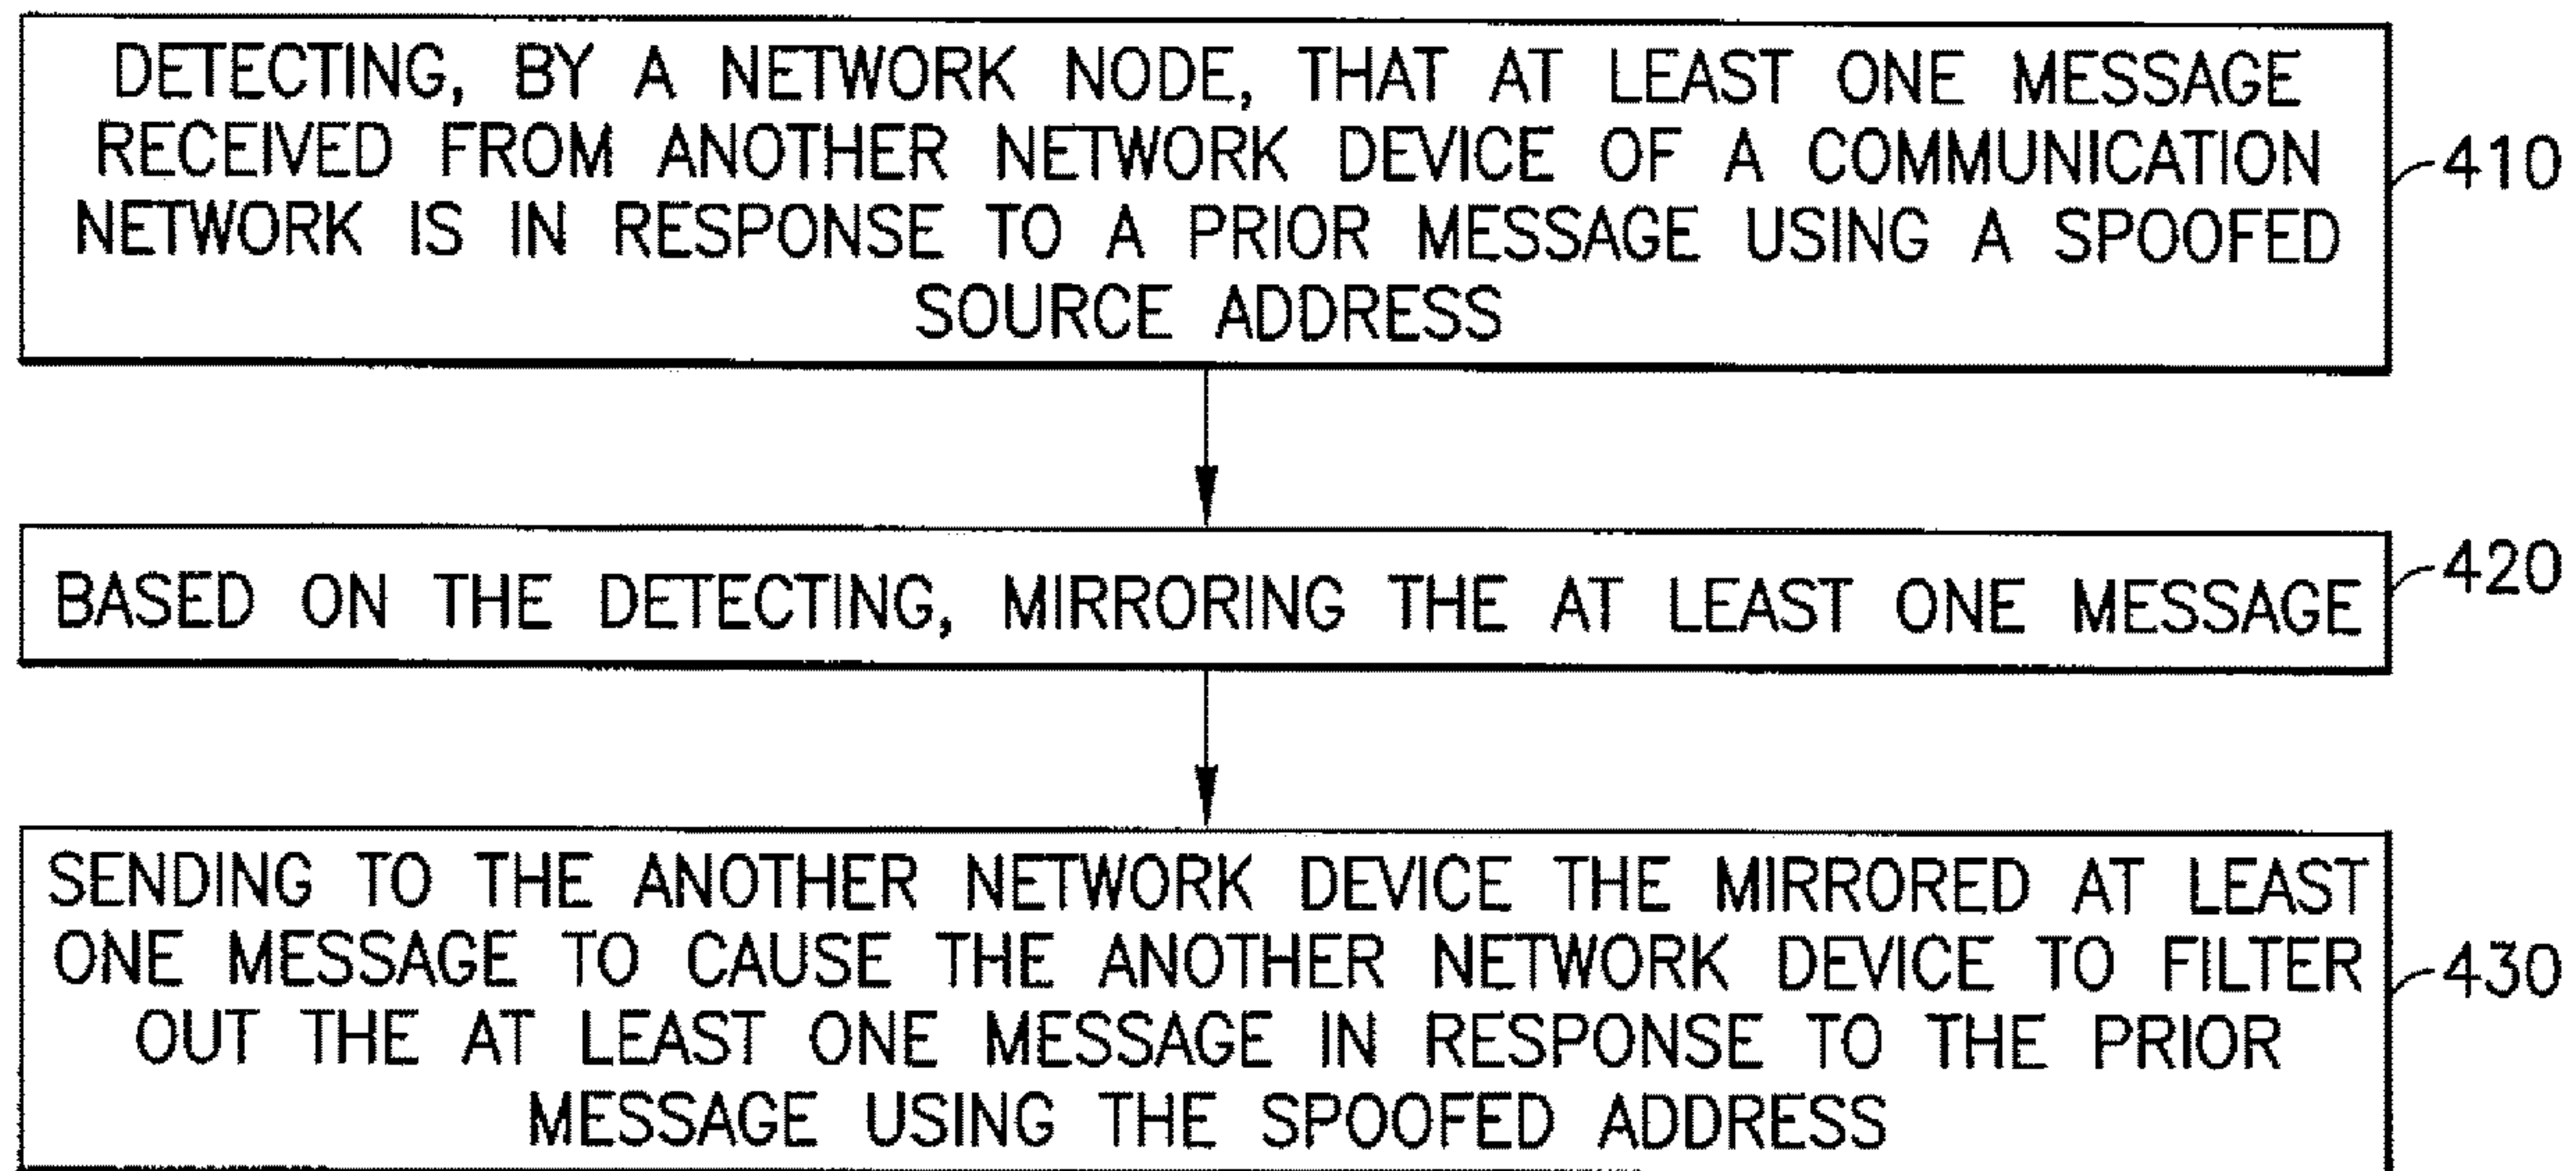 DETECTING, BY A NETWORK NODE, THAT AT LEAST ONE MESSAGE
RECEIVED FROM ANOTHER NETWORK DEVICE OF A COMMUNICATION
NETWORK IS IN RESPONSE TO A PRIOR MESSAGE USING A SPOOFED
SOURCE ADDRESS
410
BASED ON THE DETECTING, MIRRORING THE AT LEAST ONE MESSAGE
420
SENDING TO THE ANOTHER NETWORK DEVICE THE MIRRORED AT LEAST
ONE MESSAGE TO CAUSE THE ANOTHER NETWORK DEVICE TO FILTER
OUT THE AT LEAST ONE MESSAGE IN RESPONSE TO THE PRIOR
MESSAGE USING THE SPOOFED ADDRESS
430